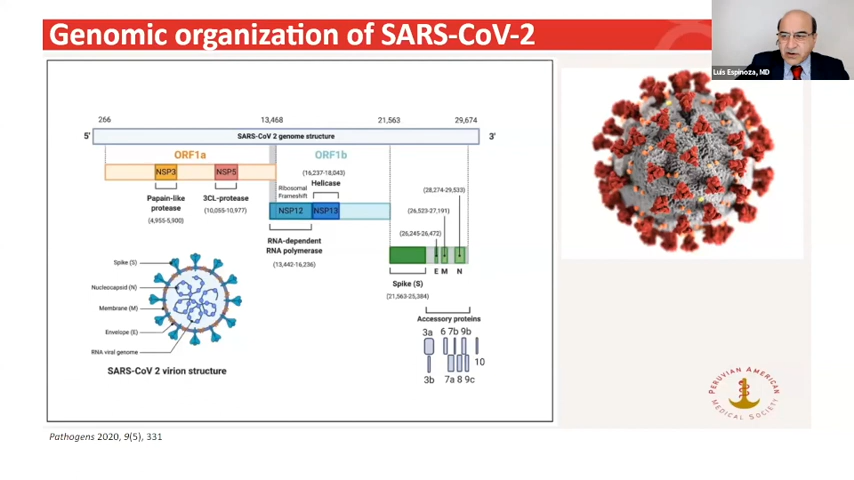 Genomic organization of SARS-CoV-2
Luis Espinoza, MD
266
13,468
21,563
29,674
5'
SARS-CoV 2 genome structure
3'
ORF1a
ORF1b
NSP3
NSP5
(16,237-18,043)
Helicase
Ribosomal
Frameshift
Papain-like
protease
(4,955-5,900)
3CL-protease
(10,055-10,977)
NSP12
NSP13
(28,274-29,533)
(26,523-27,191)
(26,245-26,472)
RNA-dependent
RNA polymerase
(13,442-16,236)
E M N
Spike (S)
(21,563-25,384)
Accessory proteins
3a
6 7b 9b
10
3b
7a 8 9c
Spike (S)
Nucleocapsid (N)
Membrane (M)
Envelope (E)
RNA viral genome
SARS-CoV 2 virion structure
PERUVIAN AMERICAN
MEDICAL SOCIETY
Pathogens 2020, 9(5), 331